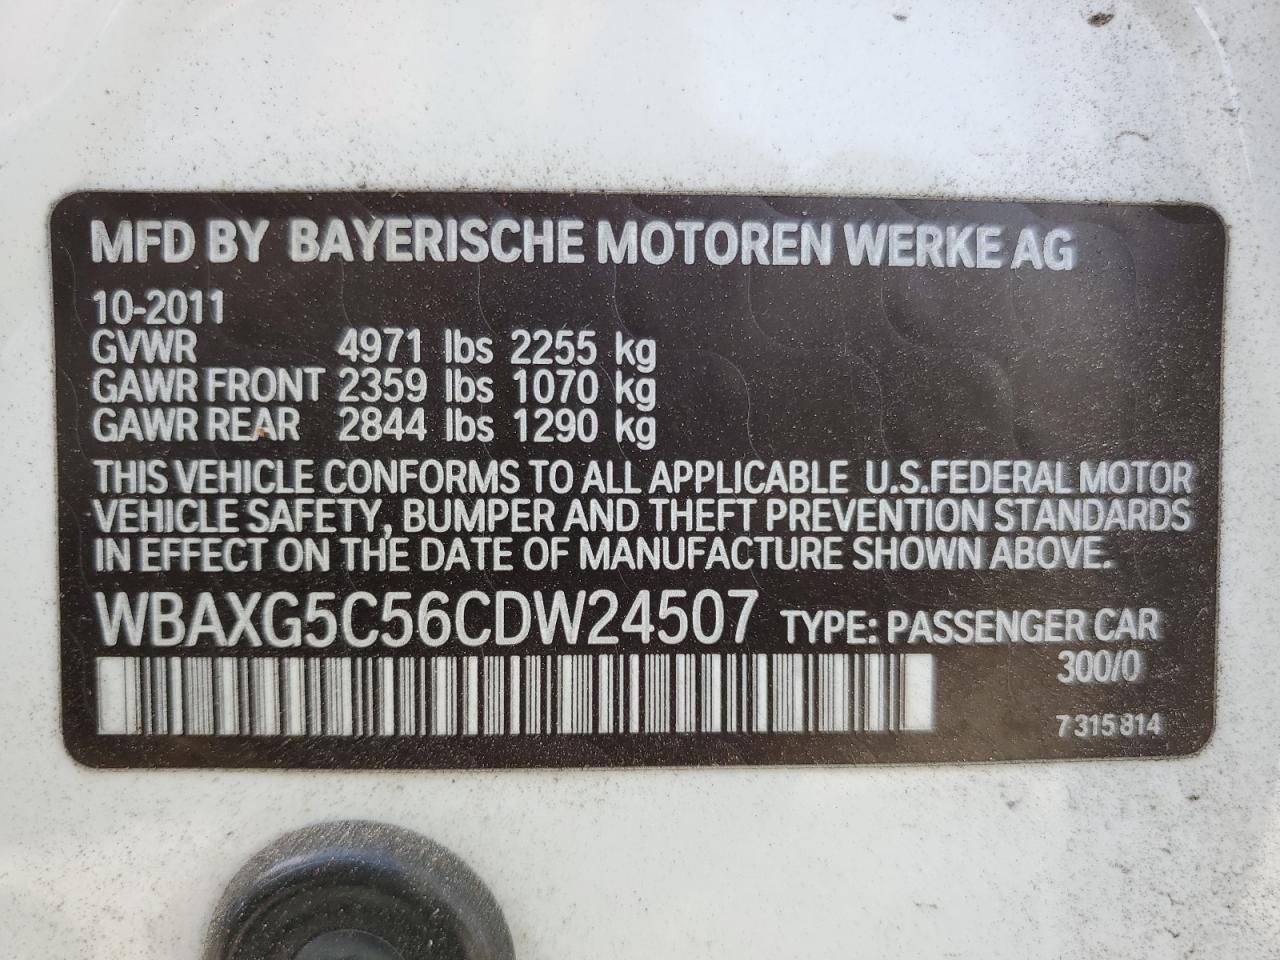 MFD BY BAYERISCHE MOTOREN WERKE AG
10-2011
GVWR 4971 lbs 2255 kg
GAWR FRONT 2359 lbs 1070 kg
GAWR REAR 2844 lbs 1290 kg
THIS VEHICLE CONFORMS TO ALL APPLICABLE U.S.FEDERAL MOTOR
VEHICLE SAFETY, BUMPER AND THEFT PREVENTION STANDARDS
IN EFFECT ON THE DATE OF MANUFACTURE SHOWN ABOVE.
WBAXG5C56CDW24507 TYPE: PASSENGER CAR
300/0
7 315 814